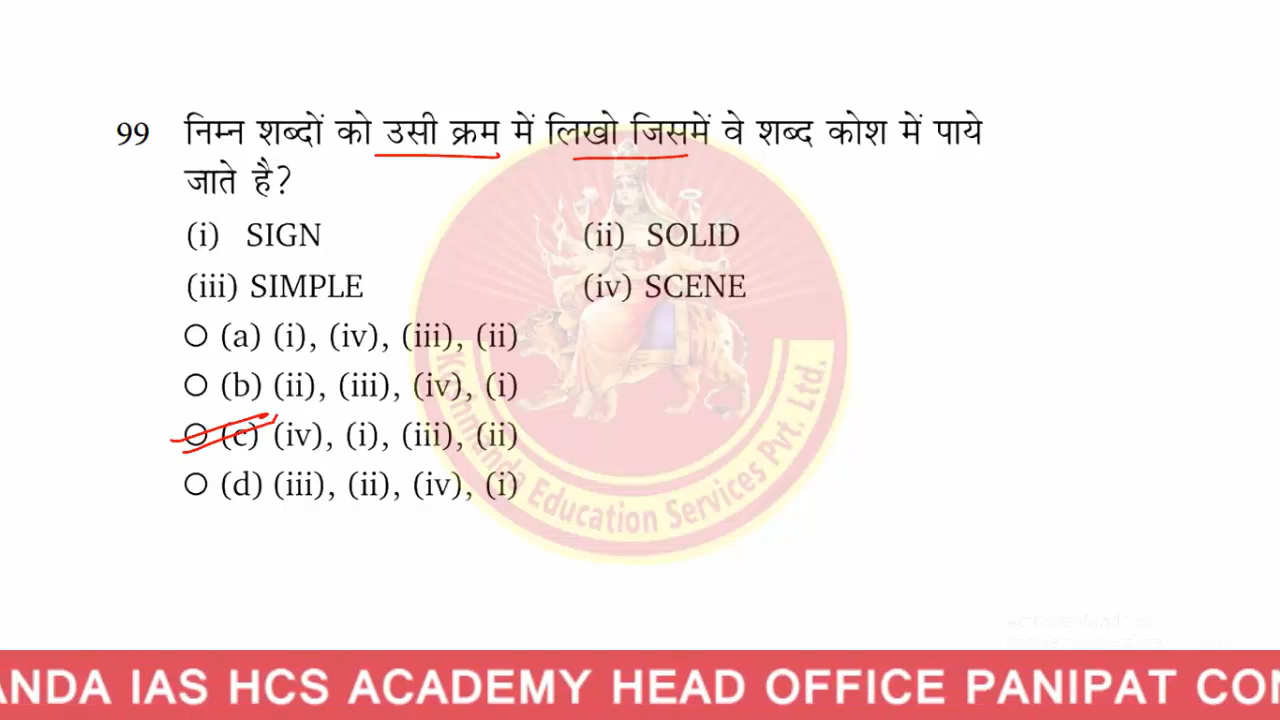 99 निम्न शब्दों को उसी क्रम में लिखो जिसमें वे शब्द कोश में पाये
जाते है?
(i) SIGN (ii) SOLID
(iii) SIMPLE (iv) SCENE
(a) (i), (iv), (iii), (ii)
(b) (ii), (iii), (iv), (i)
(c) (iv), (i), (iii), (ii)
(d) (iii), (ii), (iv), (i)
Education Services Pvt. Ltd.
ANDA IAS HCS ACADEMY HEAD OFFICE PANIPAT CON